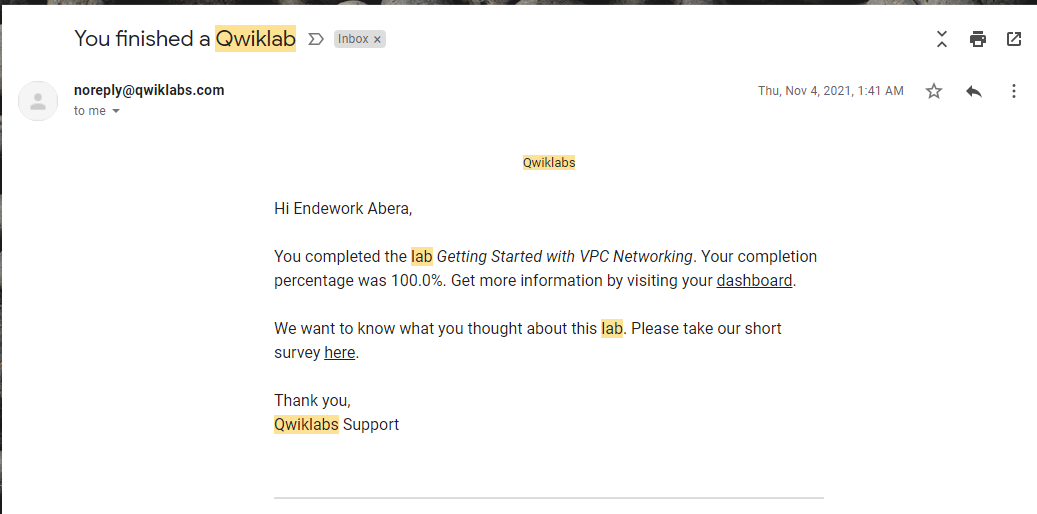 You finished a Qwiklab Inbox ×
noreply@qwiklabs.com Thu, Nov 4, 2021, 1:41 AM
to me
Qwiklabs
Hi Endework Abera,
You completed the lab Getting Started with VPC Networking. Your completion
percentage was 100.0%. Get more information by visiting your dashboard.
We want to know what you thought about this lab. Please take our short
survey here.
Thank you,
Qwiklabs Support